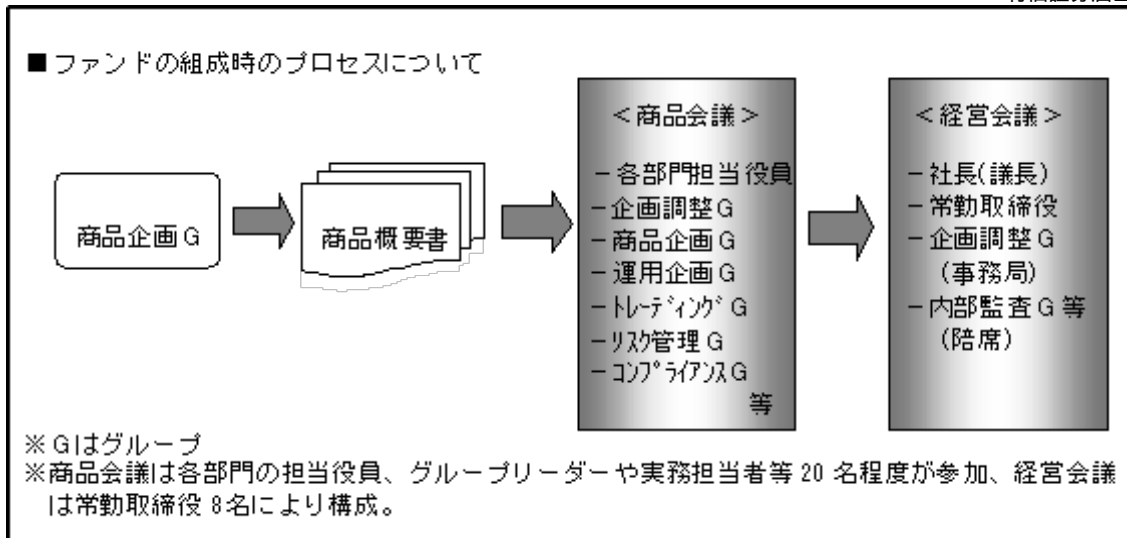 ■ファンドの組成時のプロセスについて
商品企画G
商品概要書
＜商品会議＞
－各部門担当役員
－企画調整G
－商品企画G
－運用企画G
－ﾄﾚｰﾃﾞｨﾝｸﾞG
－ﾘｽｸ管理G
－ｺﾝﾌﾟﾗｲｱﾝｽG
等
＜経営会議＞
－社長(議長)
－常勤取締役
－企画調整G
(事務局)
－内部監査G等
(陪席)
※Gはグループ
※商品会議は各部門の担当役員、グループリーダーや実務担当者等20 名程度が参加、経営会議
は常勤取締役 8名により構成。